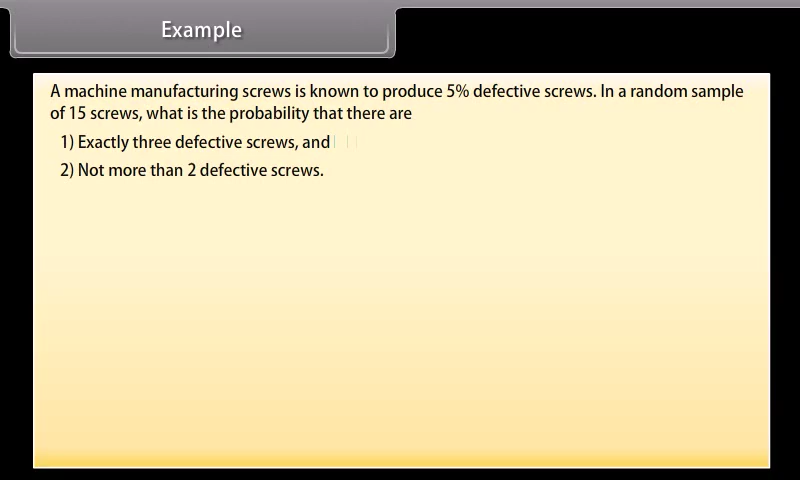 Example
A machine manufacturing screws is known to produce 5% defective screws. In a random sample
of 15 screws, what is the probability that there are
1) Exactly three defective screws, and
2) Not more than 2 defective screws.